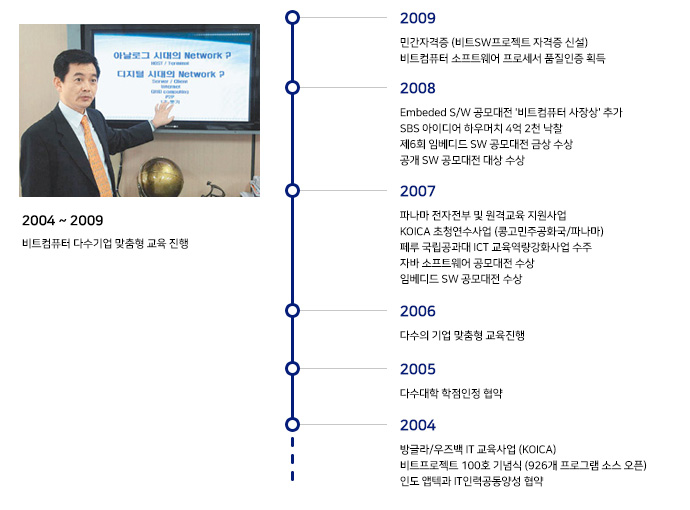 아날로그 시대의 Network ?
HOST / Terminal
디지털 시대의 Network ?
Server / Client
Internet
GRID computing
P2P
2004 ~ 2009
비트컴퓨터 다수기업 맞춤형 교육 진행
2009
민간자격증 (비트SW프로젝트 자격증 신설)
비트컴퓨터 소프트웨어 프로세서 품질인증 획득
2008
Embeded S/W 공모대전 '비트컴퓨터 사장상' 추가
SBS 아이디어 하우머치 4억 2천 낙찰
제6회 임베디드 SW 공모대전 금상 수상
공개 SW 공모대전 대상 수상
2007
파나마 전자전부 및 원격교육 지원사업
KOICA 초청연수사업 (콩고민주공화국/파나마)
페루 국립공과대 ICT 교육역량강화사업 수주
자바 소프트웨어 공모대전 수상
임베디드 SW 공모대전 수상
2006
다수의 기업 맞춤형 교육진행
2005
다수대학 학점인정 협약
2004
방글라/우즈백 IT 교육사업 (KOICA)
비트프로젝트 100호 기념식 (926개 프로그램 소스 오픈)
인도 앱텍과 IT인력공동양성 협약